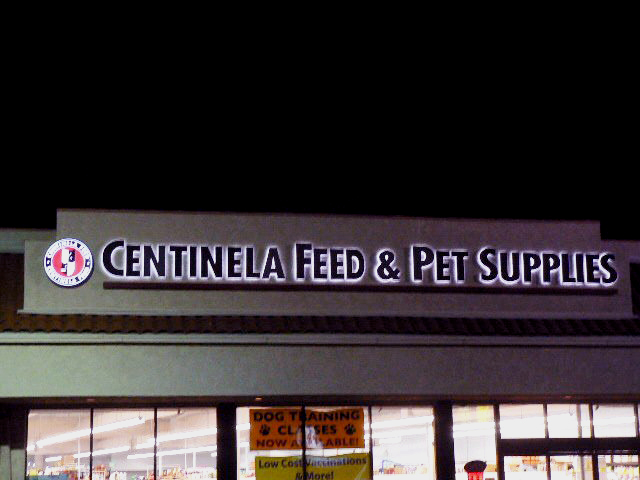 CENTINELA FEED & PET SUPPLIES
DOG TRAINING
CLASSES
NOW AVAILABLE!
Low Cost Vaccinations
& More!